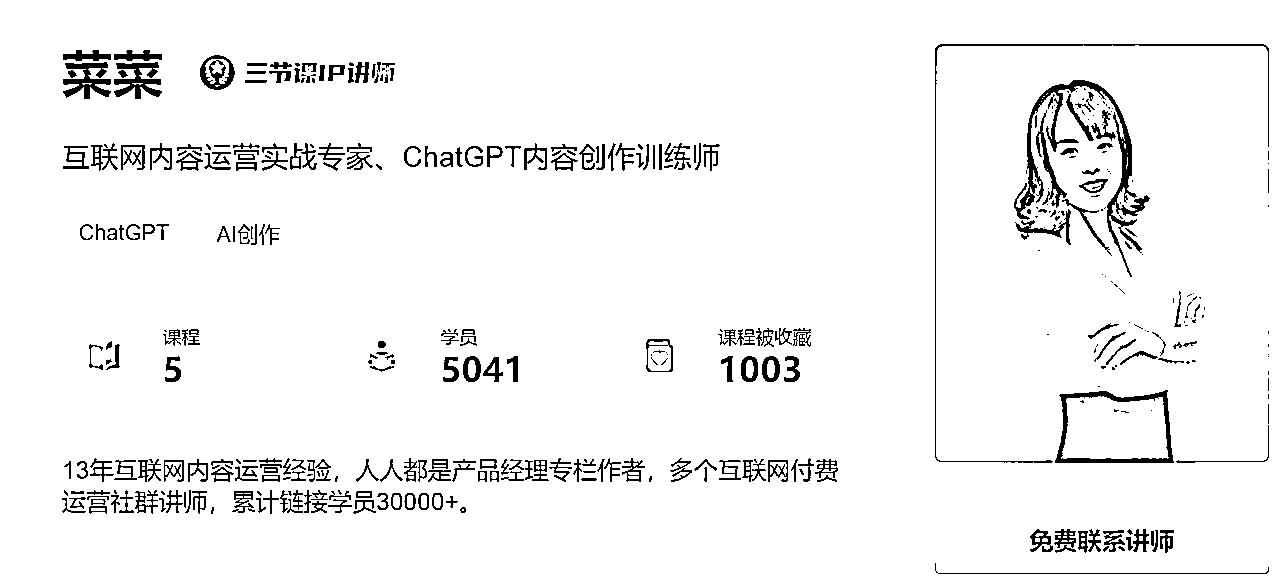 菜菜
三节课IP讲师
互联网内容运营实战专家、ChatGPT内容创作训练师
ChatGPT
AI创作
课程
5
学员
5041
课程被收藏
1003
13年互联网内容运营经验，人人都是产品经理专栏作者，多个互联网付费
运营社群讲师，累计链接学员30000+。
免费联系讲师